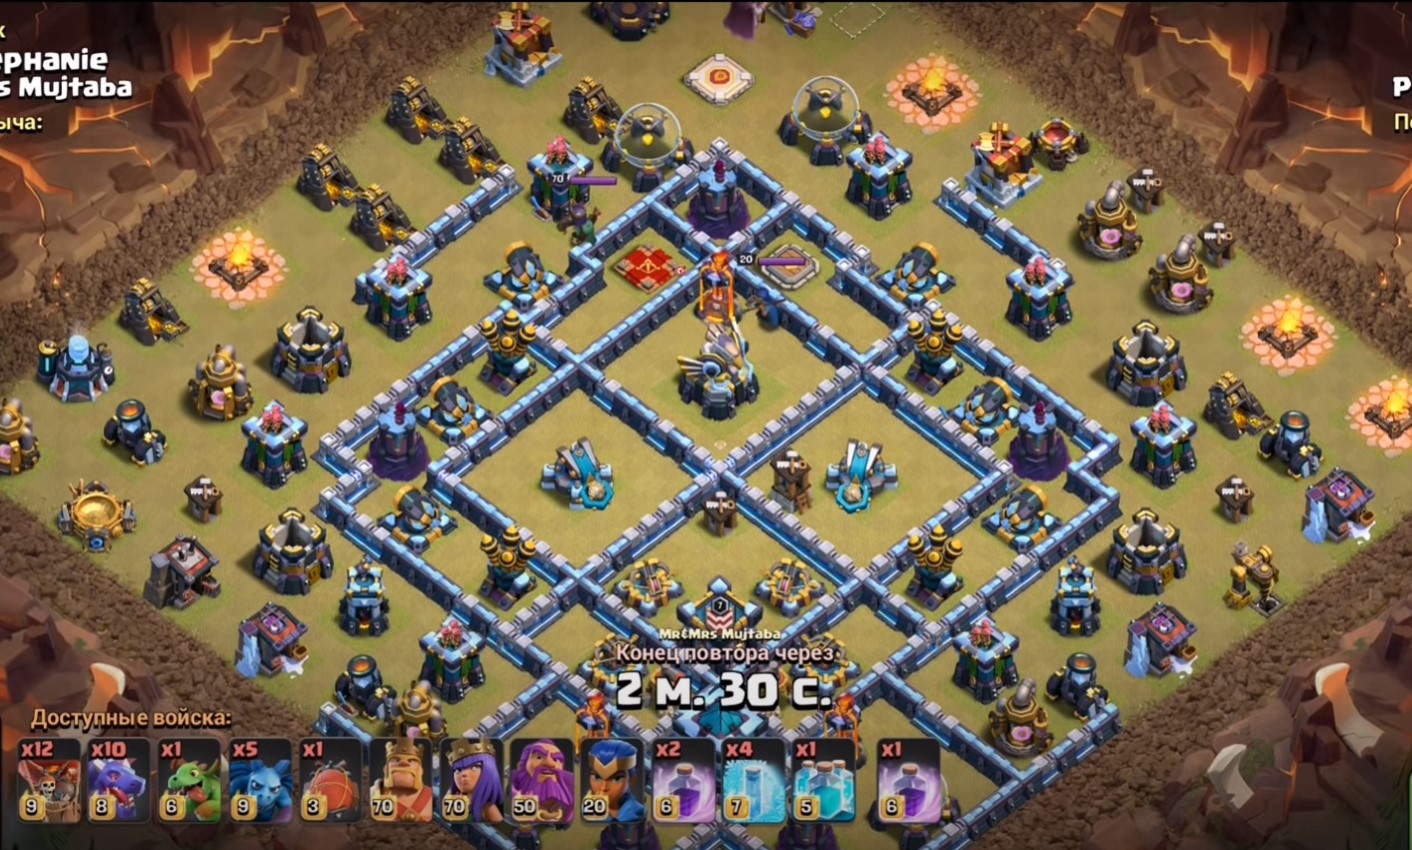 ephanie
s Mujtaba
ыча:
P
По
70
20
7
Mr&Mrs Mujtaba
Конец повтора через
2 м. 30 с.
Доступные войска:
x12 x10 x1 x5 x1 x2 x4 x1 x1
9 8 6 9 3 70 70 50 20 6 7 5 6